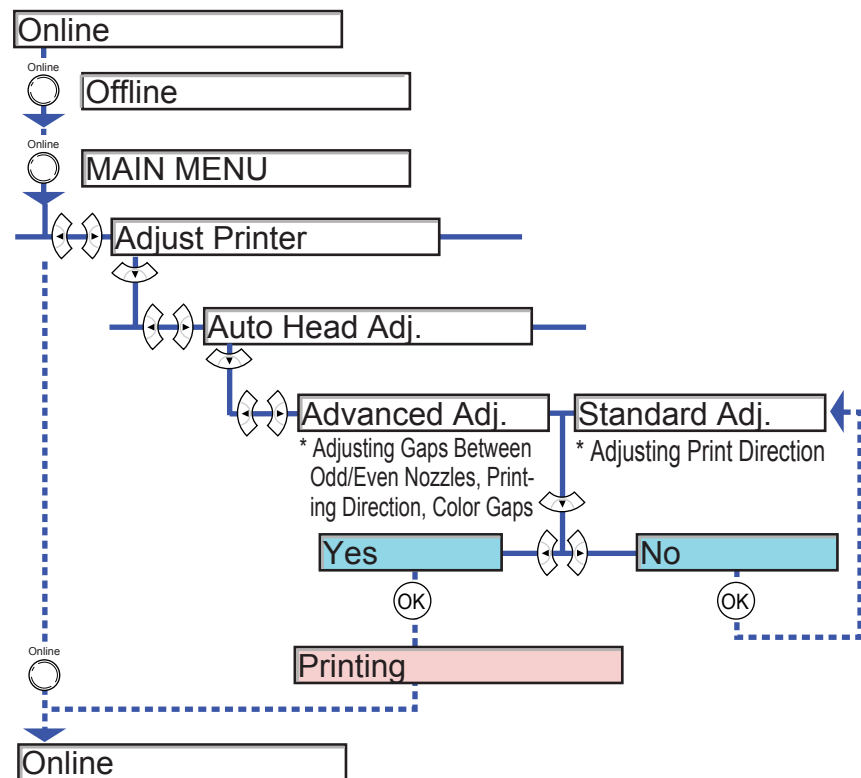 Online
Online
Offline
Online
MAIN MENU
Adjust Printer
Auto Head Adj.
Advanced Adj.
Standard Adj.
* Adjusting Gaps Between
Odd/Even Nozzles, Print-
ing Direction, Color Gaps
* Adjusting Print Direction
Yes
No
OK
OK
Online
Printing
Online